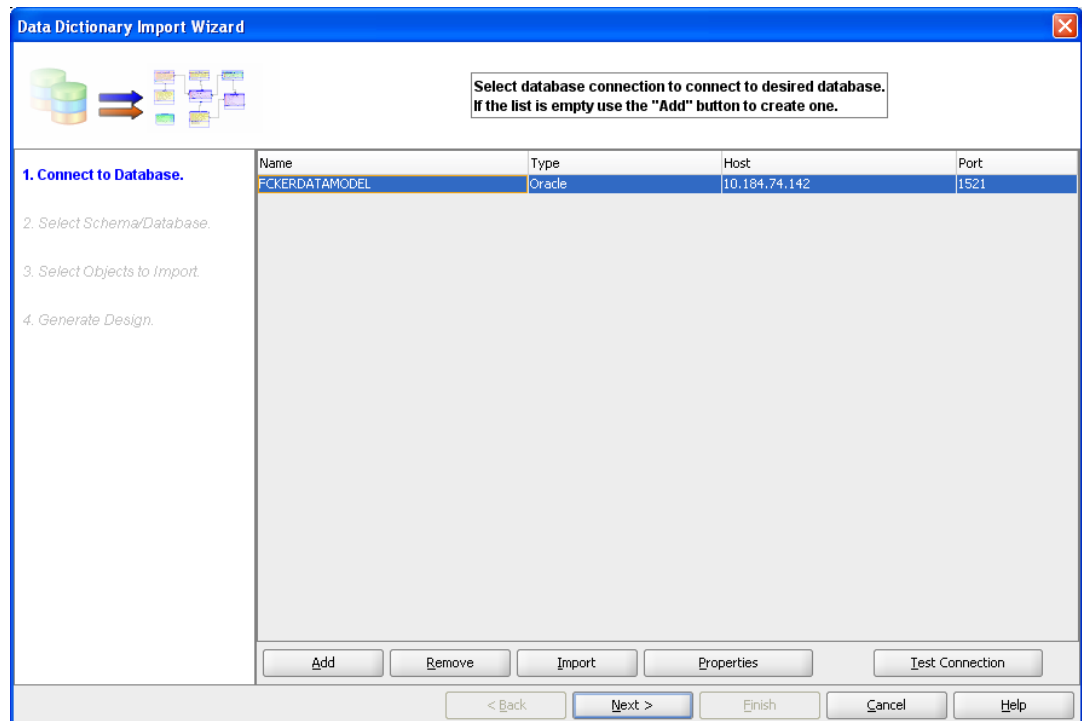 Data Dictionary Import Wizard
Select database connection to connect to desired database.
If the list is empty use the "Add" button to create one.
1. Connect to Database.
2. Select Schema/Database.
3. Select Objects to Import.
4. Generate Design.
Name Type Host Port
FCKERDATAMODEL Oracle 10.184.74.142 1521
Add Remove Import Properties Test Connection
< Back Next > Finish Cancel Help